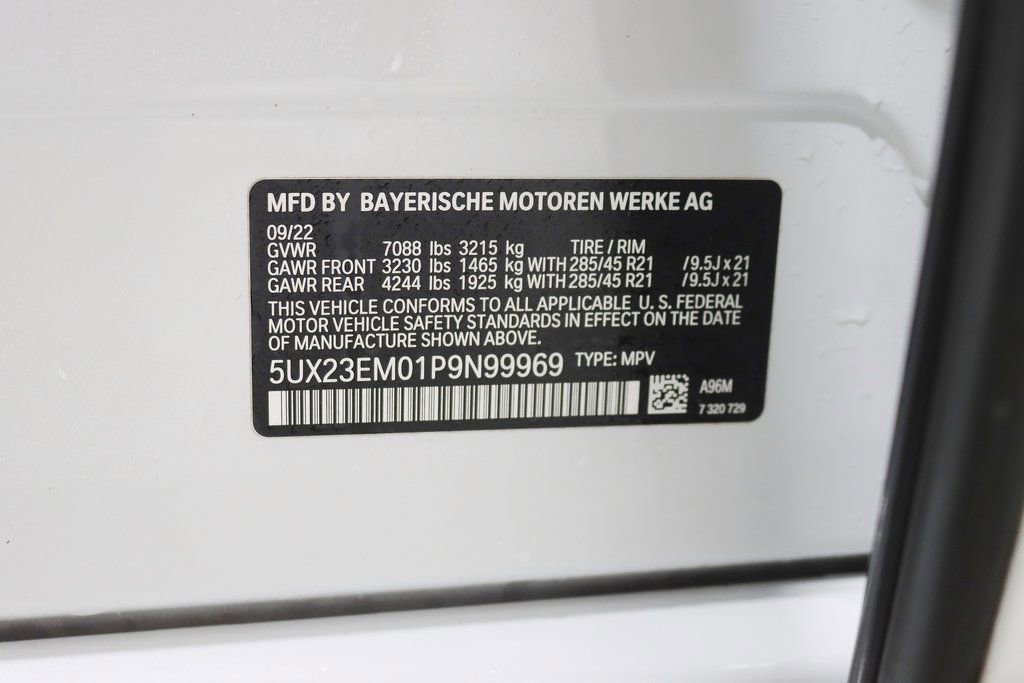 MFD BY BAYERISCHE MOTOREN WERKE AG
09/22
GVWR 7088 lbs 3215 kg TIRE / RIM
GAWR FRONT 3230 lbs 1465 kg WITH 285/45 R21 /9.5J x 21
GAWR REAR 4244 lbs 1925 kg WITH 285/45 R21 /9.5J x 21
THIS VEHICLE CONFORMS TO ALL APPLICABLE U. S. FEDERAL
MOTOR VEHICLE SAFETY STANDARDS IN EFFECT ON THE DATE
OF MANUFACTURE SHOWN ABOVE.
5UX23EM01P9N99969 TYPE: MPV
A96M
7 320 729